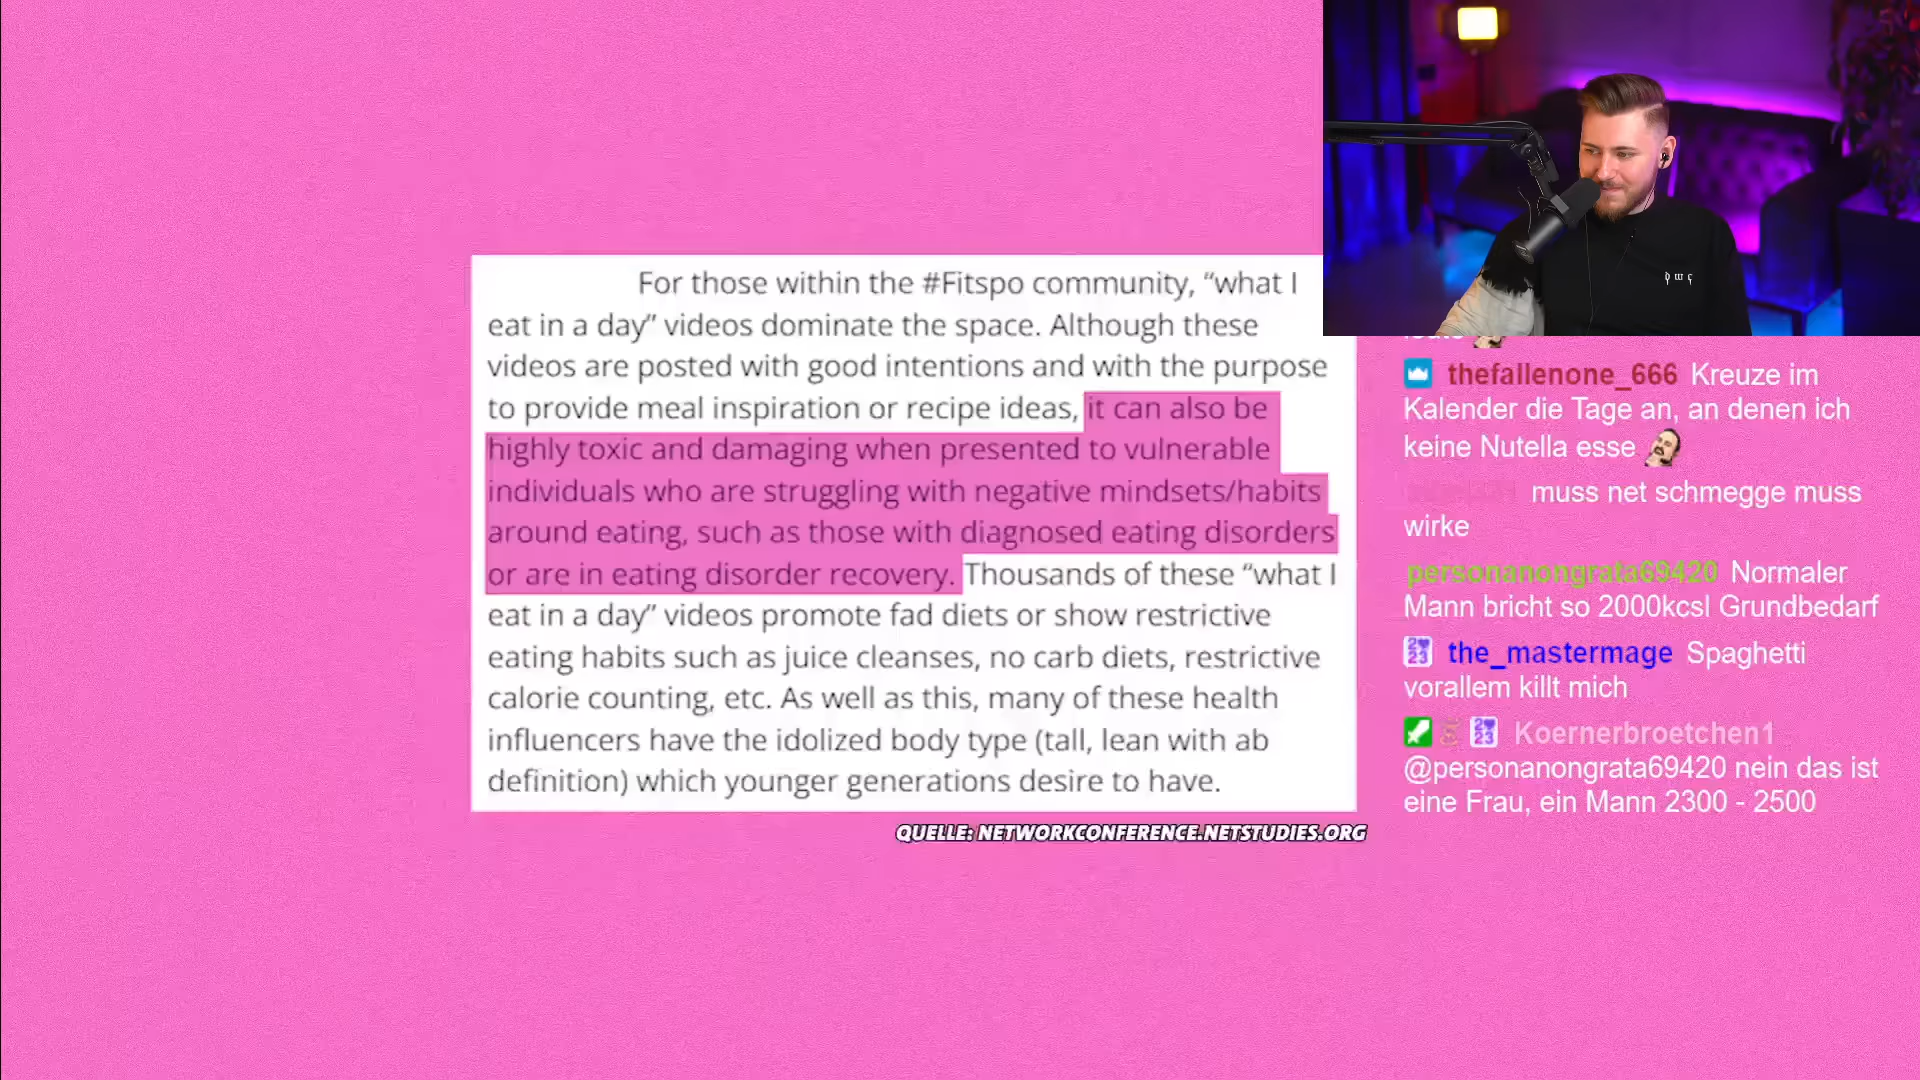 For those within the #Fitspo community, “what I
eat in a day” videos dominate the space. Although these
videos are posted with good intentions and with the purpose
to provide meal inspiration or recipe ideas, it can also be
highly toxic and damaging when presented to vulnerable
individuals who are struggling with negative mindsets/habits
around eating, such as those with diagnosed eating disorders
or are in eating disorder recovery. Thousands of these “what I
eat in a day” videos promote fad diets or show restrictive
eating habits such as juice cleanses, no carb diets, restrictive
calorie counting, etc. As well as this, many of these health
influencers have the idolized body type (tall, lean with ab
definition) which younger generations desire to have.
QUELLE: NETWORKCONFERENCE.NETSTUDIES.ORG
thefallenone_666 Kreuze im
Kalender die Tage an, an denen ich
keine Nutella esse
muss net schmegge muss
wirke
personanongrata69420 Normaler
Mann bricht so 2000kcsl Grundbedarf
the_mastermage Spaghetti
vorallem killt mich
Koernerbroetchen1
@personanongrata69420 nein das ist
eine Frau, ein Mann 2300 - 2500